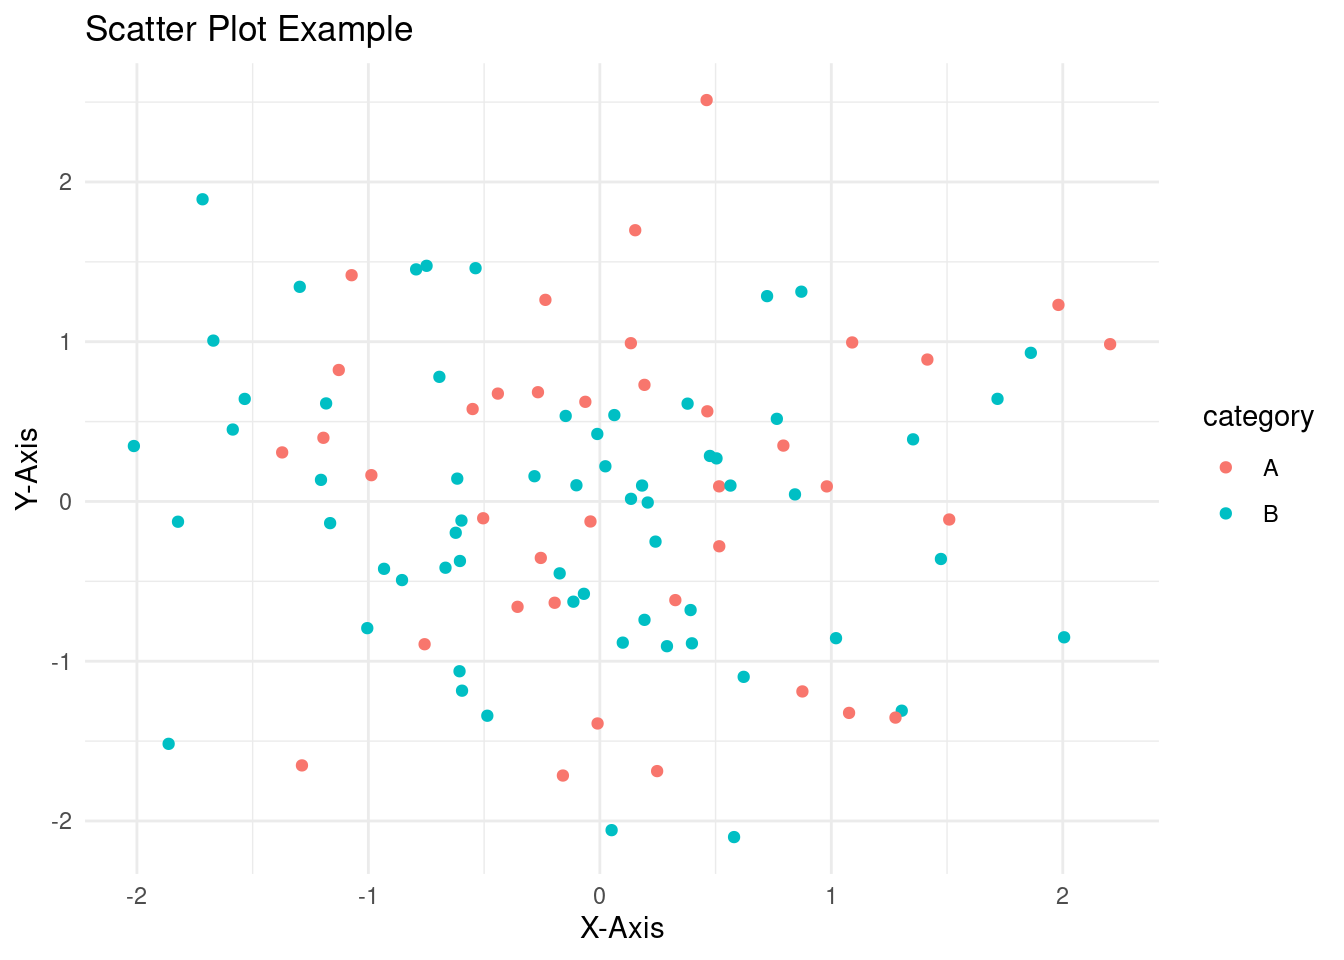 Scatter Plot Example
2
1
0
-1
-2
Y-Axis
-2 -1 0 1 2
X-Axis
category
A
B